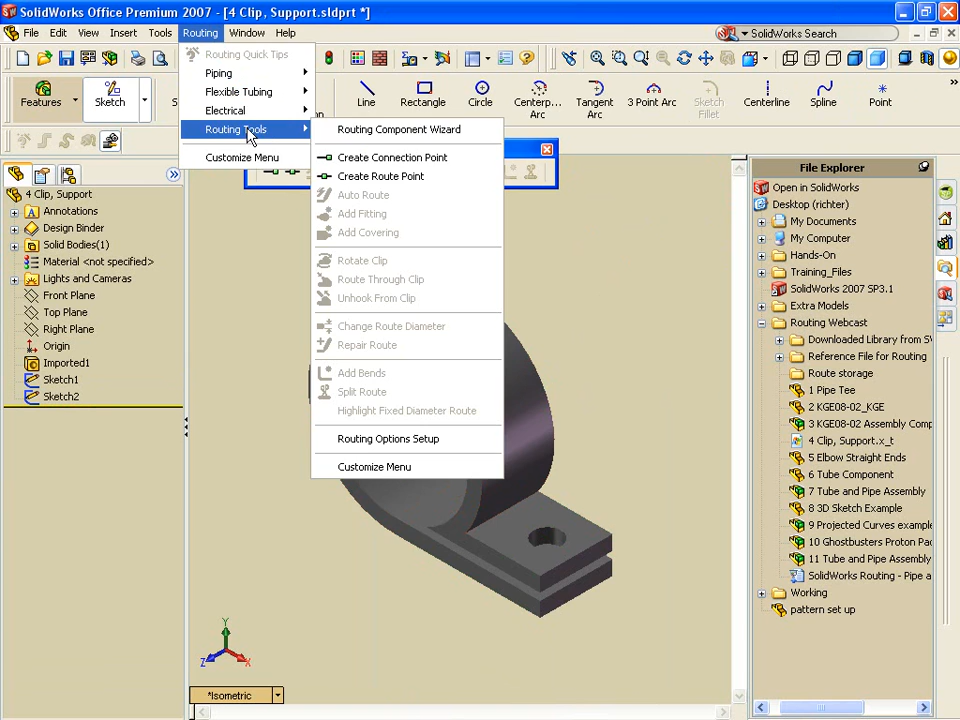 SolidWorks Office Premium 2007 - [4 Clip, Support.sldprt *]
File Edit View Insert Tools Routing Window Help
SolidWorks Search
Features
Sketch
S
Line
Rectangle
Circle
Centerp... Arc
Tangent Arc
3 Point Arc
Sketch Fillet
Centerline
Spline
Point
Routing Quick Tips
Piping
Flexible Tubing
Electrical
Routing Tools
Customize Menu
Routing Component Wizard
Create Connection Point
Create Route Point
Auto Route
Add Fitting
Add Covering
Rotate Clip
Route Through Clip
Unhook From Clip
Change Route Diameter
Repair Route
Add Bends
Split Route
Highlight Fixed Diameter Route
Routing Options Setup
Customize Menu
4 Clip, Support
Annotations
Design Binder
Solid Bodies(1)
Material <not specified>
Lights and Cameras
Front Plane
Top Plane
Right Plane
Origin
Imported1
Sketch1
Sketch2
Y
Z
X
*Isometric
File Explorer
Open in SolidWorks
Desktop (richter)
My Documents
My Computer
Hands-On
Training_Files
SolidWorks 2007 SP3.1
Extra Models
Routing Webcast
Downloaded Library from SW
Reference File for Routing
Route storage
1 Pipe Tee
2 KGE08-02_KGE
3 KGE08-02 Assembly Comp
4 Clip, Support.x_t
5 Elbow Straight Ends
6 Tube Component
7 Tube and Pipe Assembly
8 3D Sketch Example
9 Projected Curves example
10 Ghostbusters Proton Pac
11 Tube and Pipe Assembly
SolidWorks Routing - Pipe a
Working
pattern set up